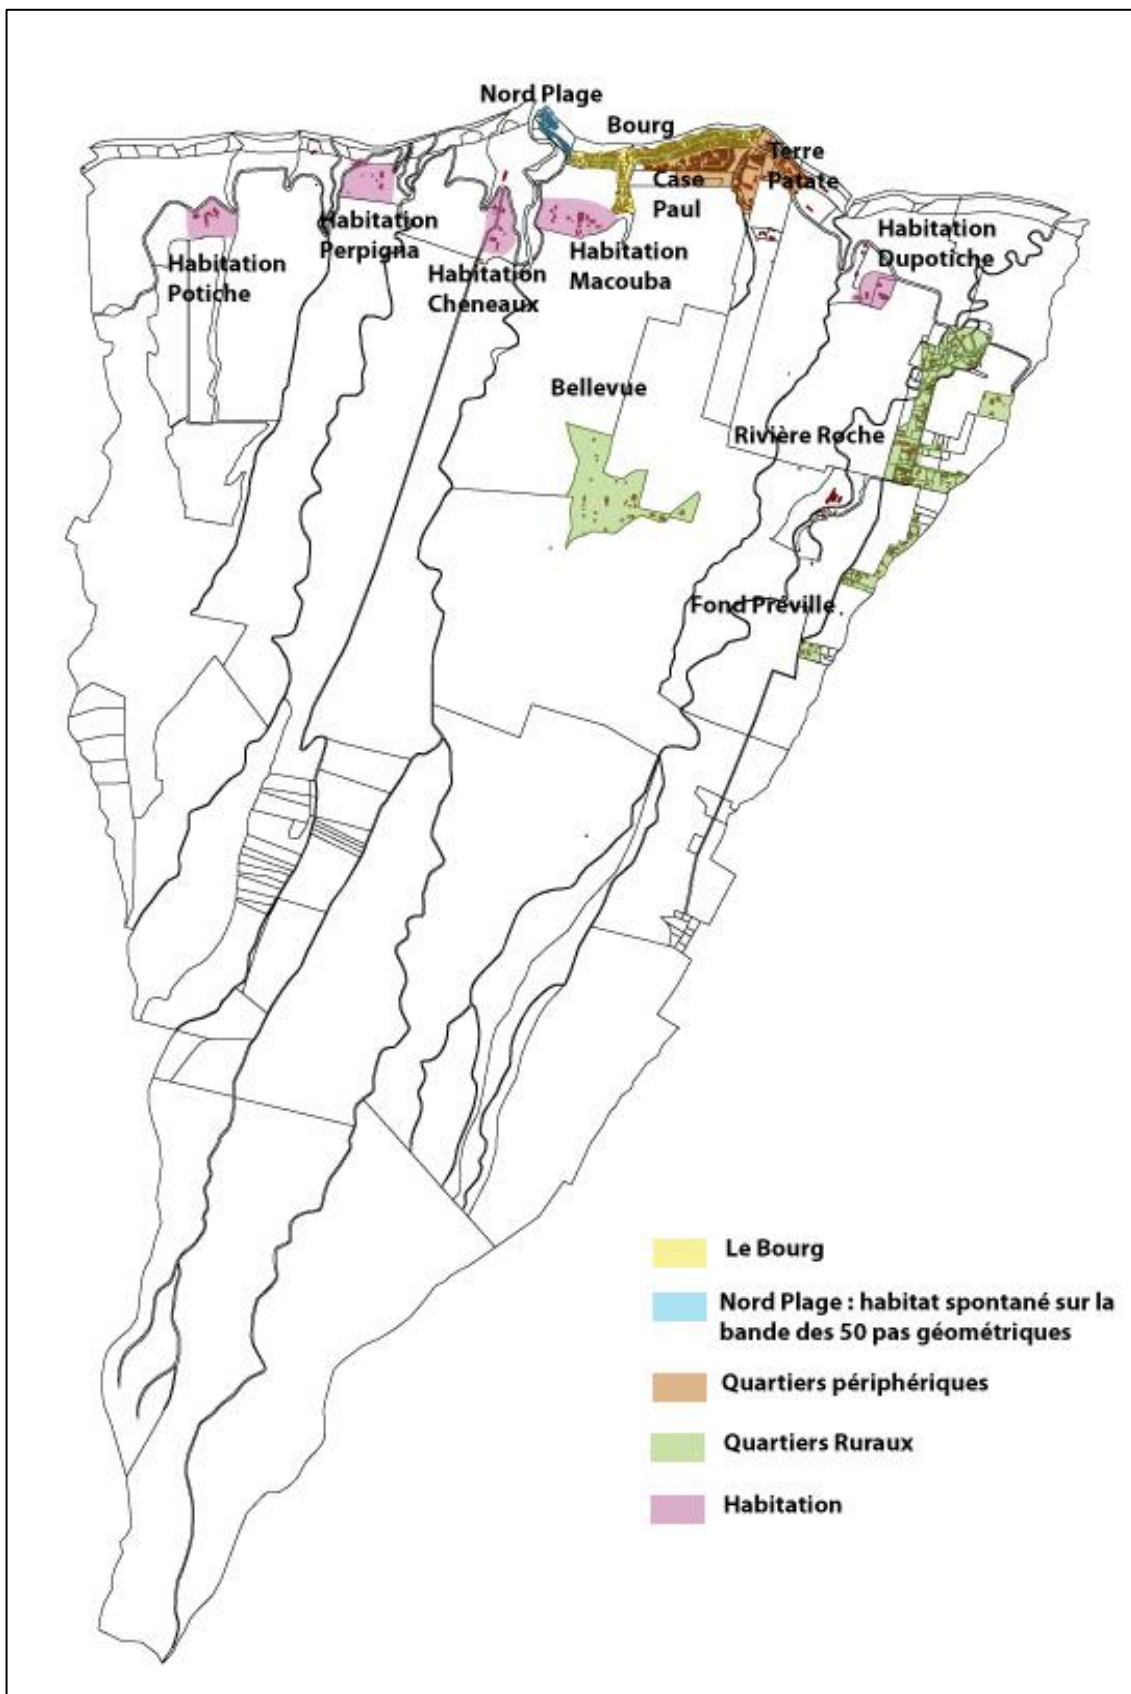 Nord Plage
Bourg
Terre
Patate
Case
Paul
Habitation
Perpigna
Habitation
Dupotiche
Habitation
Macouba
Habitation
Potiche
Habitation
Cheneaux
Bellevue
Rivière Roche
Fond Préville
Le Bourg
Nord Plage : habitat spontané sur la
bande des 50 pas géométriques
Quartiers périphériques
Quartiers Ruraux
Habitation